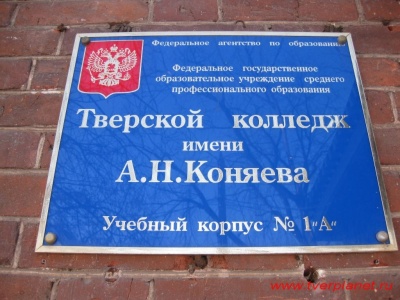 Федеральное агентство по образованию
Федеральное государственное
образовательное учреждение среднего
профессионального образования
Тверской колледж
имени
А.Н.Коняева
Учебный корпус № 1"А"
www.tverplanet.ru